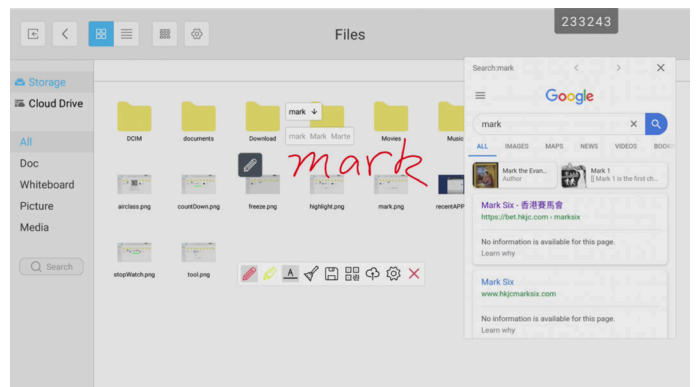 233243
Files
Storage
Cloud Drive
All
Doc
Whiteboard
Picture
Media
Search
DCIM
documents
Download
Movies
Music
airclass.png
countDown.png
freeze.png
highlight.png
mark.png
recentAPP
stopWatch.png
tool.png
mark ↓
mark Mark Marte
mark
A
Search:mark
Google
mark
ALL IMAGES MAPS NEWS VIDEOS BOOK
Mark the Evan...
Author
Mark 1
[] Mark 1 is the first ch...
Mark Six - 香港賽馬會
https://bet.hkjc.com › marksix
No information is available for this page.
Learn why
Mark Six
www.hkjcmarksix.com
No information is available for this page.
Learn why